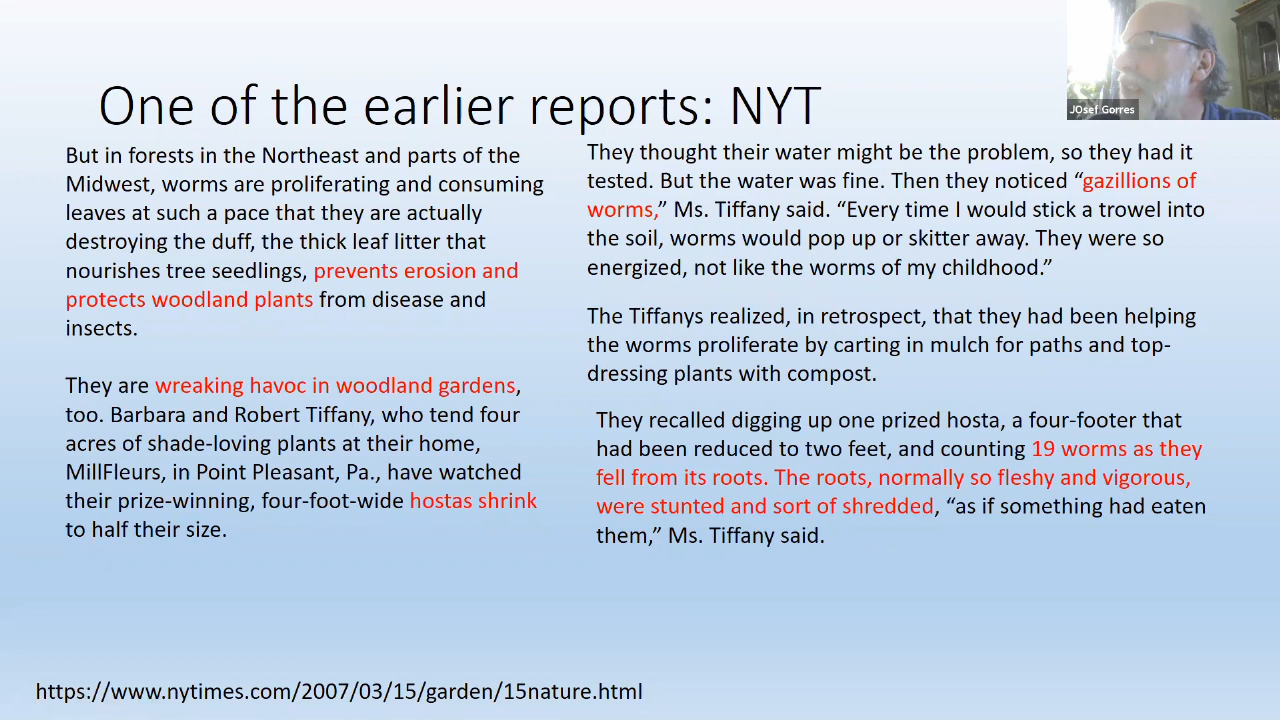 One of the earlier reports: NYT
JOsef Gorres
But in forests in the Northeast and parts of the
Midwest, worms are proliferating and consuming
leaves at such a pace that they are actually
destroying the duff, the thick leaf litter that
nourishes tree seedlings, prevents erosion and
protects woodland plants from disease and
insects.
They are wreaking havoc in woodland gardens,
too. Barbara and Robert Tiffany, who tend four
acres of shade-loving plants at their home,
MillFleurs, in Point Pleasant, Pa., have watched
their prize-winning, four-foot-wide hostas shrink
to half their size.
They thought their water might be the problem, so they had it
tested. But the water was fine. Then they noticed “gazillions of
worms,” Ms. Tiffany said. “Every time I would stick a trowel into
the soil, worms would pop up or skitter away. They were so
energized, not like the worms of my childhood.”
The Tiffanys realized, in retrospect, that they had been helping
the worms proliferate by carting in mulch for paths and top-
dressing plants with compost.
They recalled digging up one prized hosta, a four-footer that
had been reduced to two feet, and counting 19 worms as they
fell from its roots. The roots, normally so fleshy and vigorous,
were stunted and sort of shredded, “as if something had eaten
them,” Ms. Tiffany said.
https://www.nytimes.com/2007/03/15/garden/15nature.html